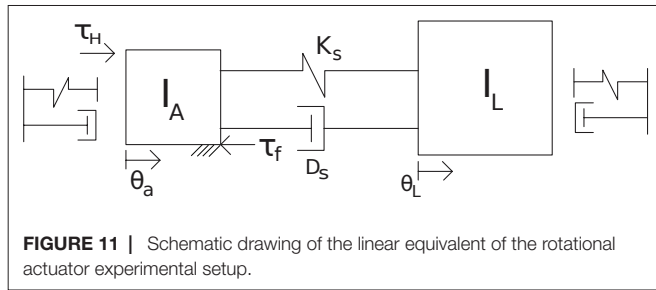 τH
Ks
IA
IL
τf
Ds
θa
θL
FIGURE 11 | Schematic drawing of the linear equivalent of the rotational
actuator experimental setup.